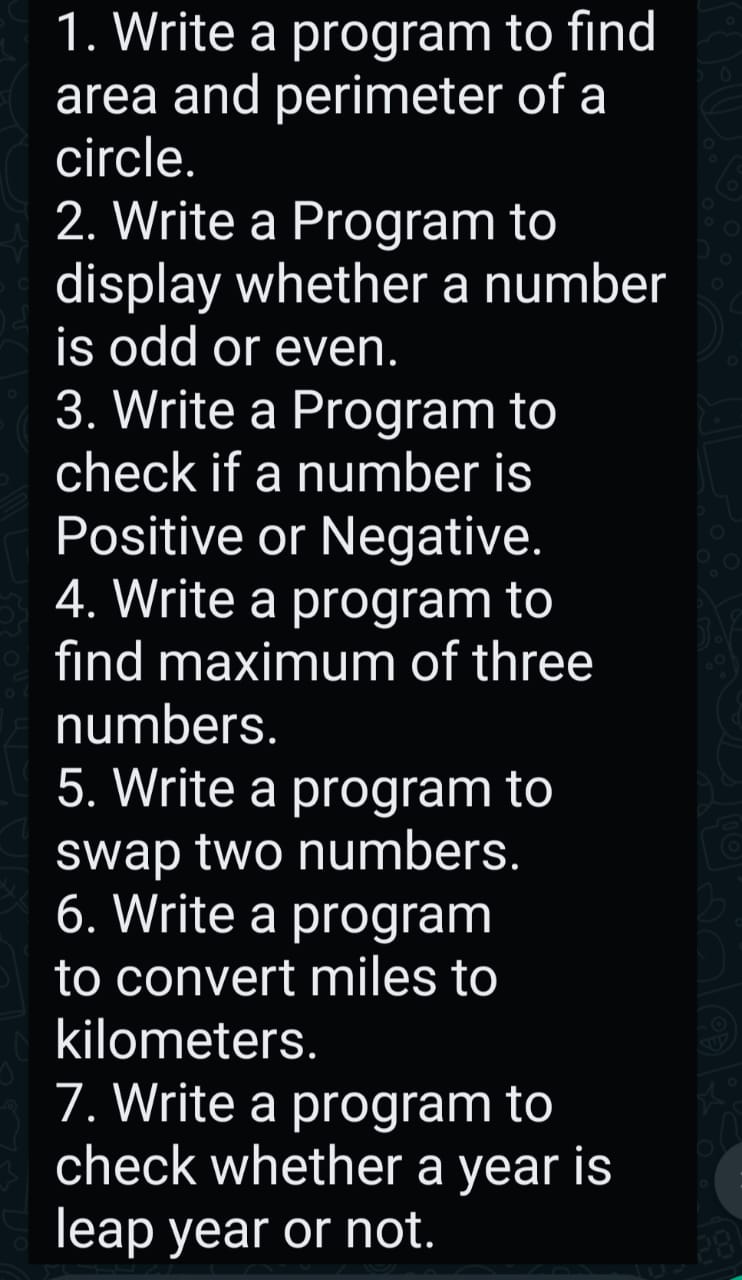 1. Write a program to find
area and perimeter of a
circle.
2. Write a Program to
display whether a number
is odd or even.
3. Write a Program to
check if a number is
Positive or Negative.
4. Write a program to
find maximum of three
numbers.
5. Write a program to
swap two numbers.
6. Write a program
to convert miles to
kilometers.
7. Write a program to
check whether a year is
leap year or not.